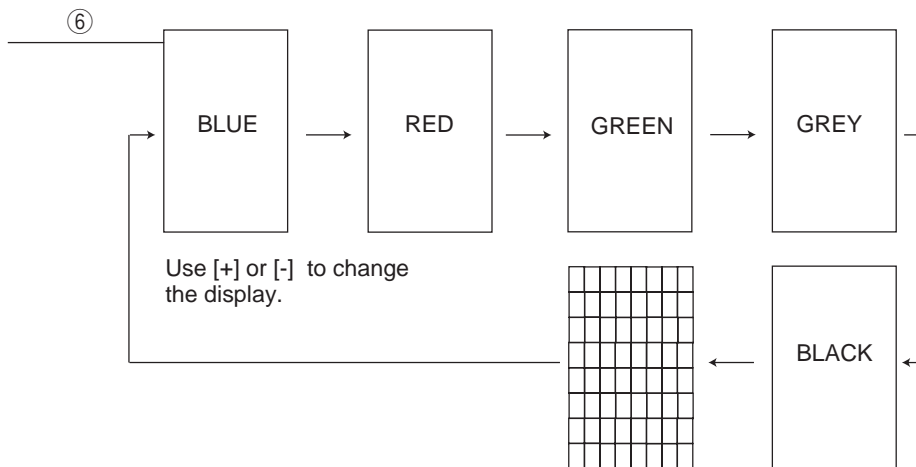 ⑥
BLUE
RED
GREEN
GREY
Use [+] or [-] to change
the display.
BLACK